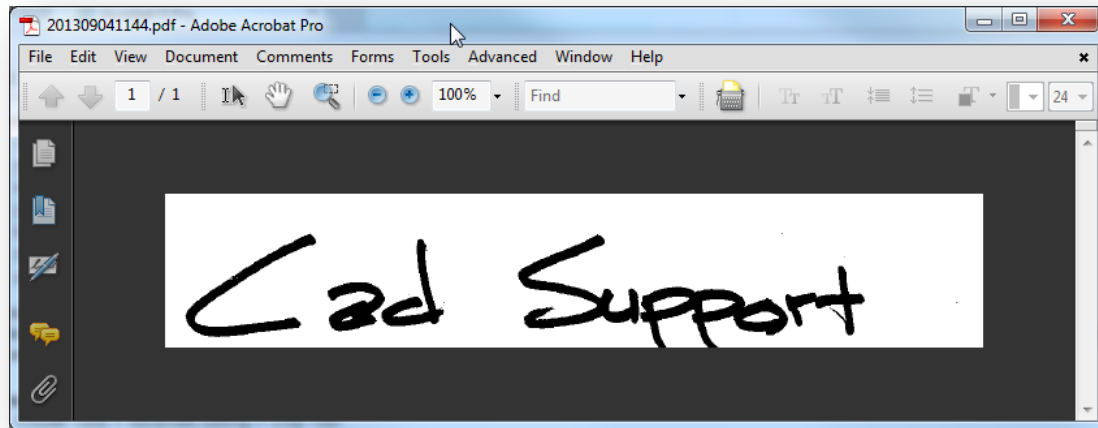 201309041144.pdf - Adobe Acrobat Pro
File Edit View Document Comments Forms Tools Advanced Window Help
1 / 1 100% Find 24
Cad Support